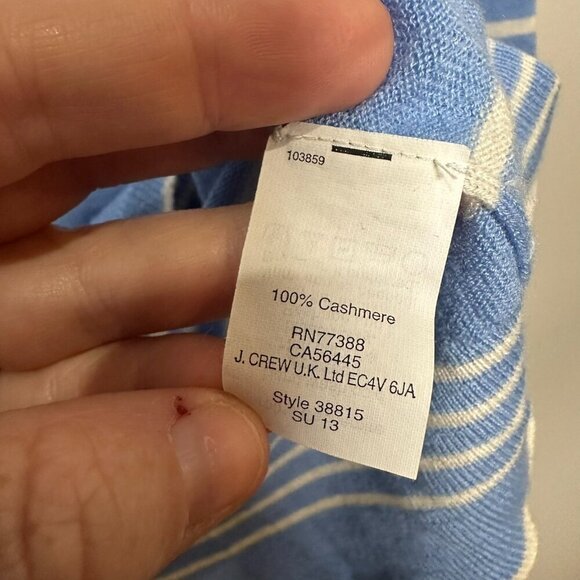 103859
100% Cashmere
RN77388
CA56445
J. CREW U.K. Ltd EC4V 6JA
Style 38815
SU 13